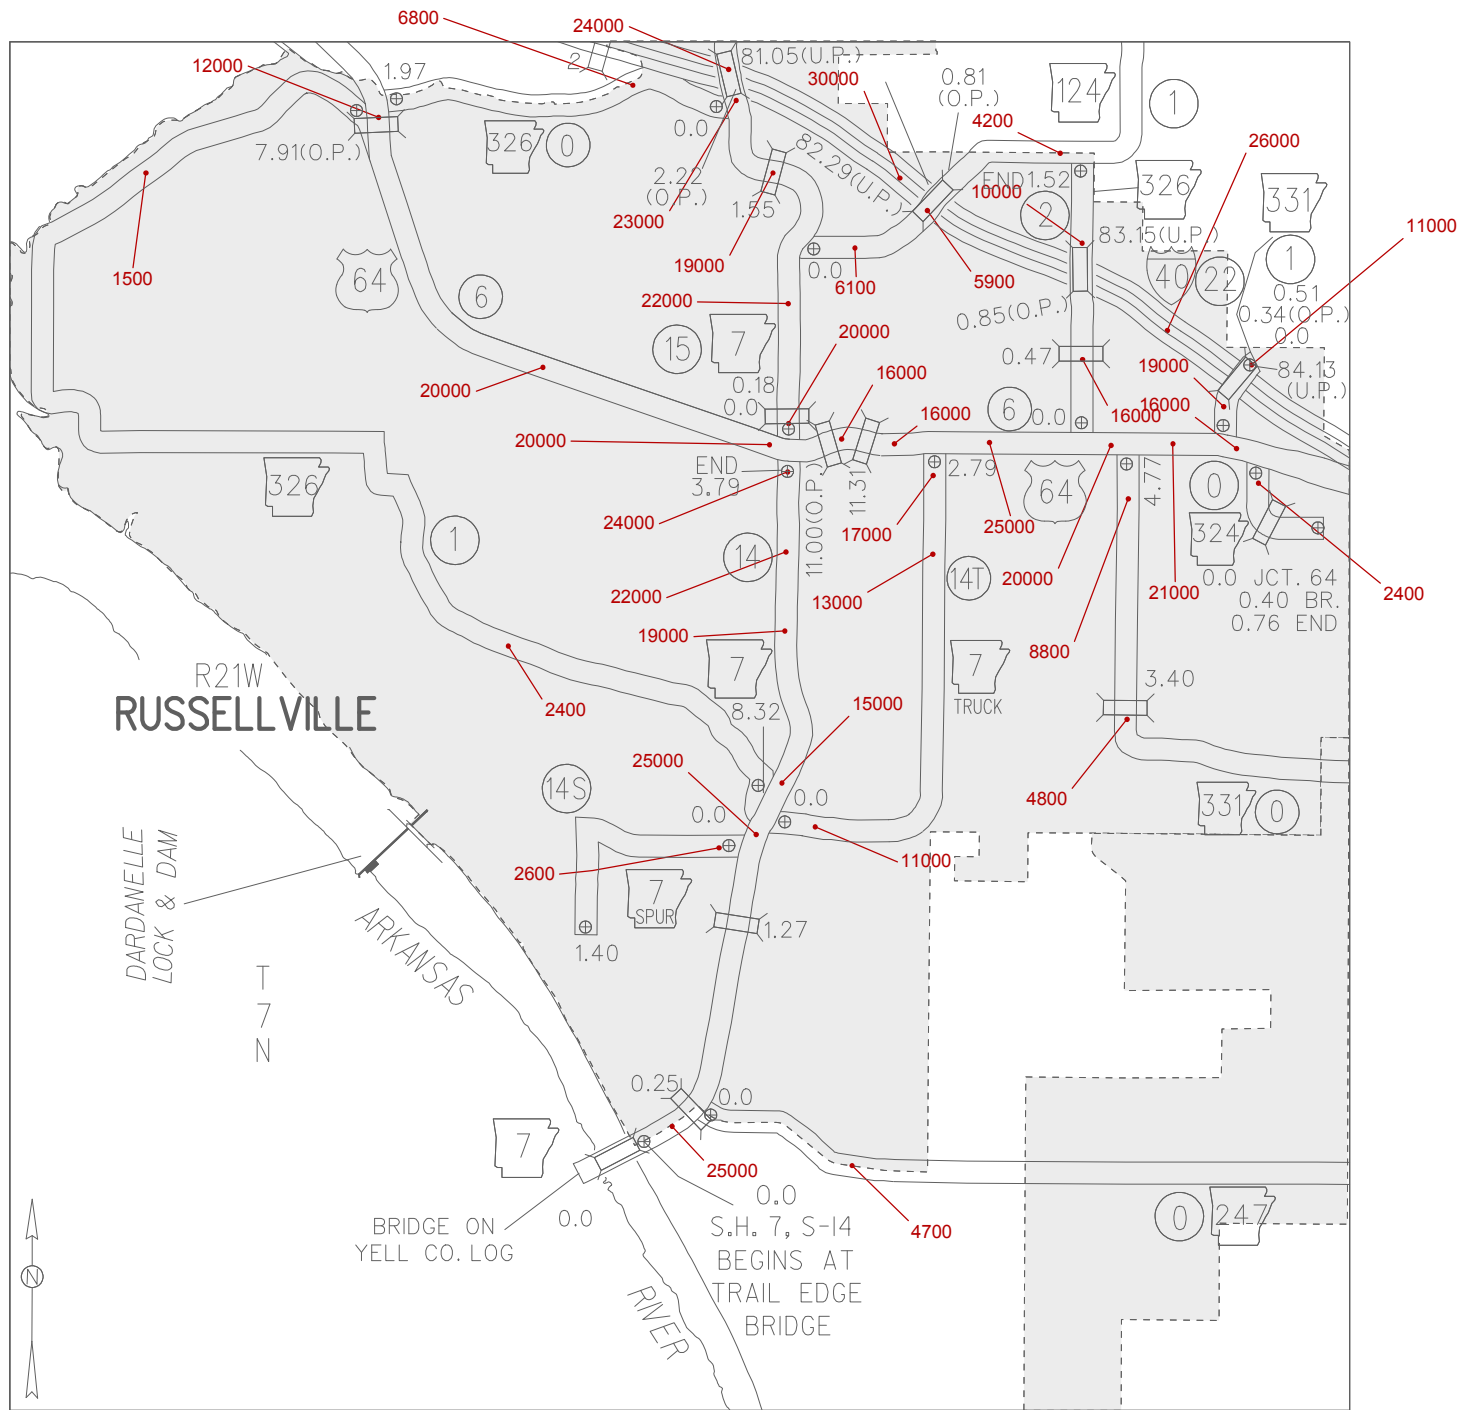 6800
24000
12000
1.97
2
81.05(U.P.)
30000
0.81
(O.P.)
124
1
4200
26000
7.91(O.P.)
326
0
0.0
82.29(U.P.)
2.22
(O.P.)
1.55
23000
END 1.52
10000
326
331
2
83.15(U.P.)
11000
1500
19000
64
6
0.0
6100
5900
40
22
1
22000
0.85(O.P.)
0.51
0.34(O.P.)
0.0
15
7
20000
0.47
20000
0.18
0.0
16000
19000
84.13
(U.P.)
6
0.0
16000
16000
20000
16000
END
3.79
11.00(O.P.)
11.31
2.79
64
4.77
0
326
24000
17000
25000
324
1
14
22000
13000
14T
20000
21000
0.0 JCT. 64
0.40 BR.
0.76 END
2400
19000
8800
R21W
RUSSELLVILLE
7
7
TRUCK
3.40
2400
8.32
15000
25000
14S
0.0
0.0
4800
331
0
2600
11000
DARDANELLE
LOCK & DAM
7
SPUR
1.40
1.27
ARKANSAS
T
7
N
0.25
0.0
7
25000
0.0
0.0
S.H. 7, S-14
BEGINS AT
TRAIL EDGE
BRIDGE
4700
0
247
BRIDGE ON
YELL CO. LOG
N
RIVER